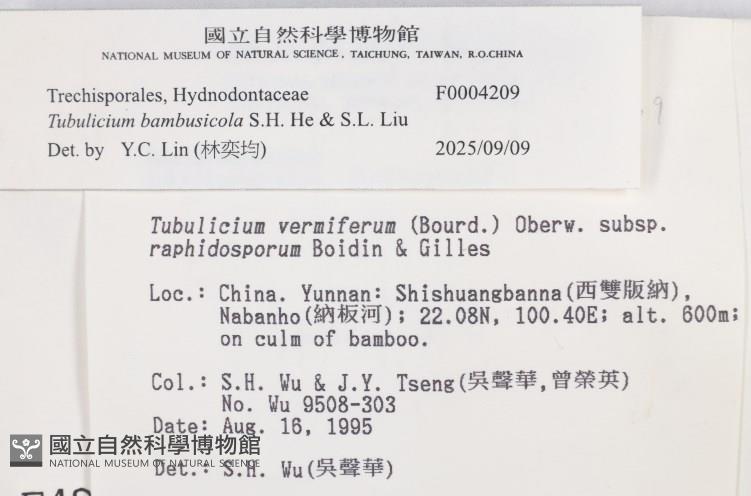 國立自然科學博物館
NATIONAL MUSEUM OF NATURAL SCIENCE, TAICHUNG, TAIWAN, R.O.CHINA
Trechisporales, Hydnodontaceae F0004209
Tubulicium bambusicola S.H. He & S.L. Liu
Det. by Y.C. Lin (林奕均) 2025/09/09
9
Tubulicium vermiferum (Bourd.) Oberw. subsp.
raphidosporum Boidin & Gilles
Loc.: China. Yunnan: Shishuangbanna(西雙版納),
Nabanho(納板河); 22.08N, 100.40E; alt. 600m;
on culm of bamboo.
Col.: S.H. Wu & J.Y. Tseng(吳聲華,曾榮英)
No. Wu 9508-303
Date: Aug. 16, 1995
Det.: S.H. Wu(吳聲華)
國立自然科學博物館
NATIONAL MUSEUM OF NATURAL SCIENCE